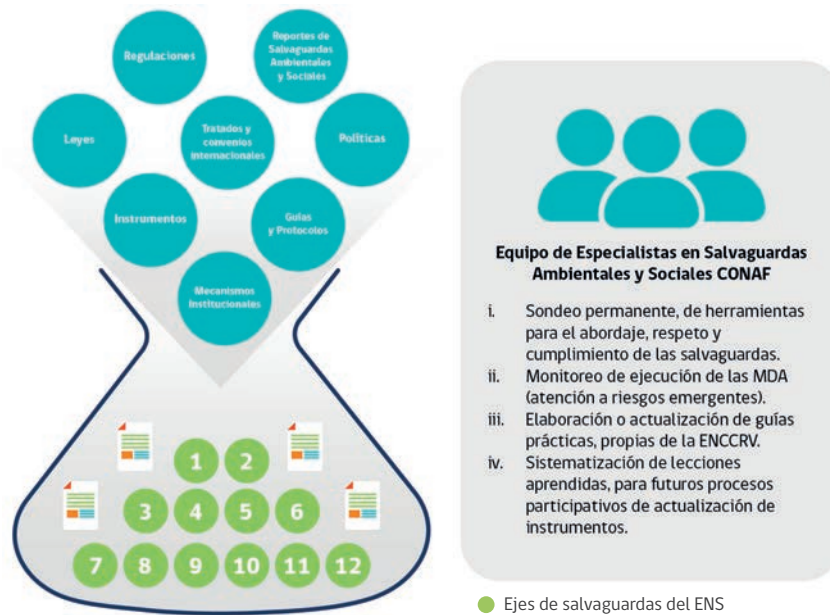 Regulaciones
Reportes de
Salvaguardas
Ambientales
y Sociales
Leyes
Tratados y
convenios
internacionales
Políticas
Instrumentos
Guías
y Protocolos
Mecanismos
Institucionales
1 2
3 4 5 6
7 8 9 10 11 12
Equipo de Especialistas en Salvaguardas
Ambientales y Sociales CONAF
i. Sondeo permanente, de herramientas
para el abordaje, respeto y
cumplimiento de las salvaguardas.
ii. Monitoreo de ejecución de las MDA
(atención a riesgos emergentes).
iii. Elaboración o actualización de guías
prácticas, propias de la ENCCRV.
iv. Sistematización de lecciones
aprendidas, para futuros procesos
participativos de actualización de
instrumentos.
Ejes de salvaguardas del ENS